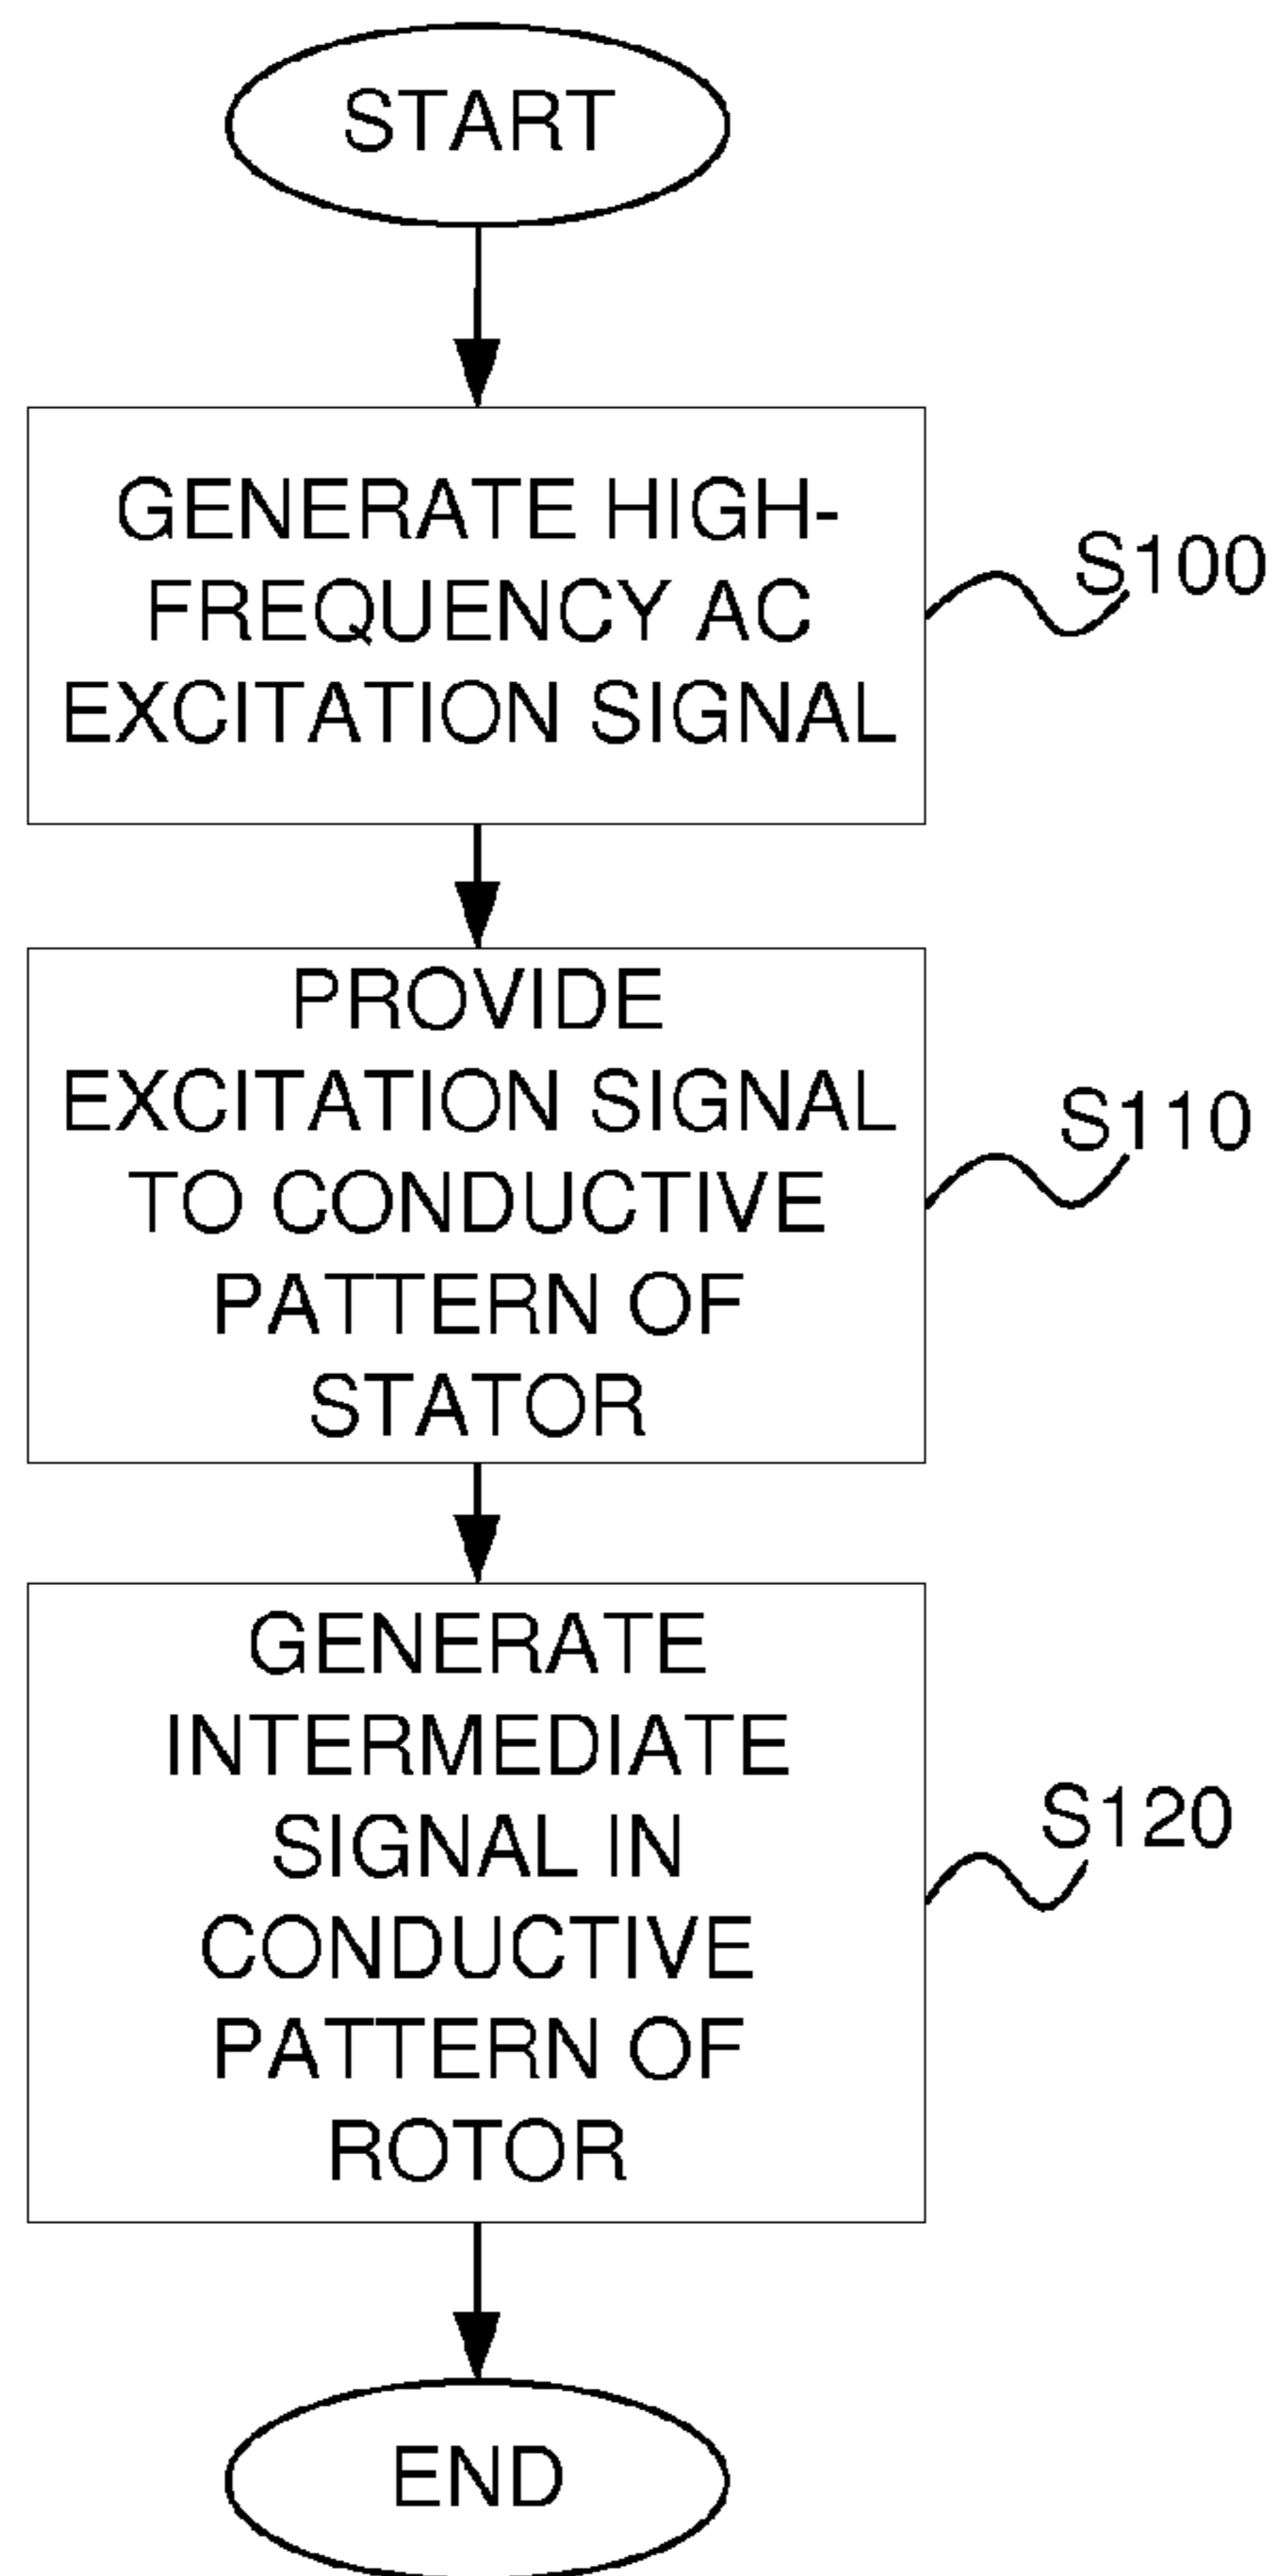 START
GENERATE HIGH-
FREQUENCY AC
EXCITATION SIGNAL
S100
PROVIDE
EXCITATION SIGNAL
TO CONDUCTIVE
PATTERN OF
STATOR
S110
GENERATE
INTERMEDIATE
SIGNAL IN
CONDUCTIVE
PATTERN OF
ROTOR
S120
END